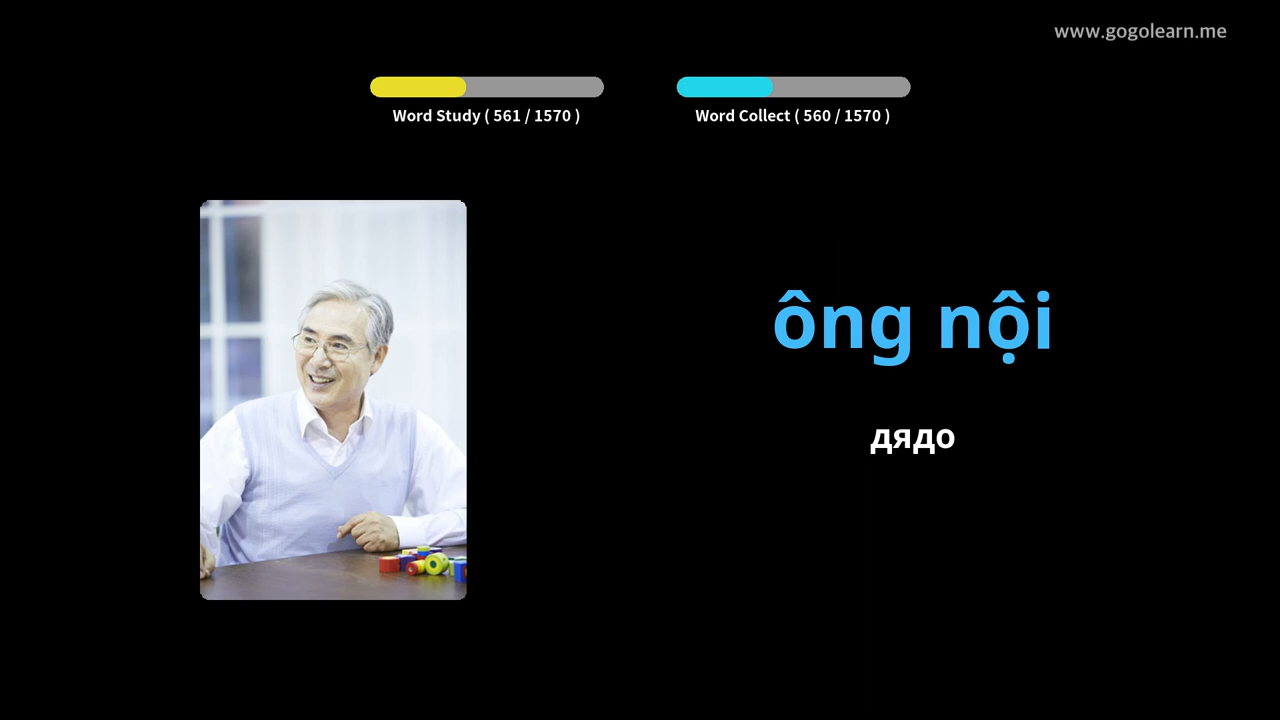 www.gogolearn.me
Word Study ( 561 / 1570 )
Word Collect ( 560 / 1570 )
ông nội
дядо